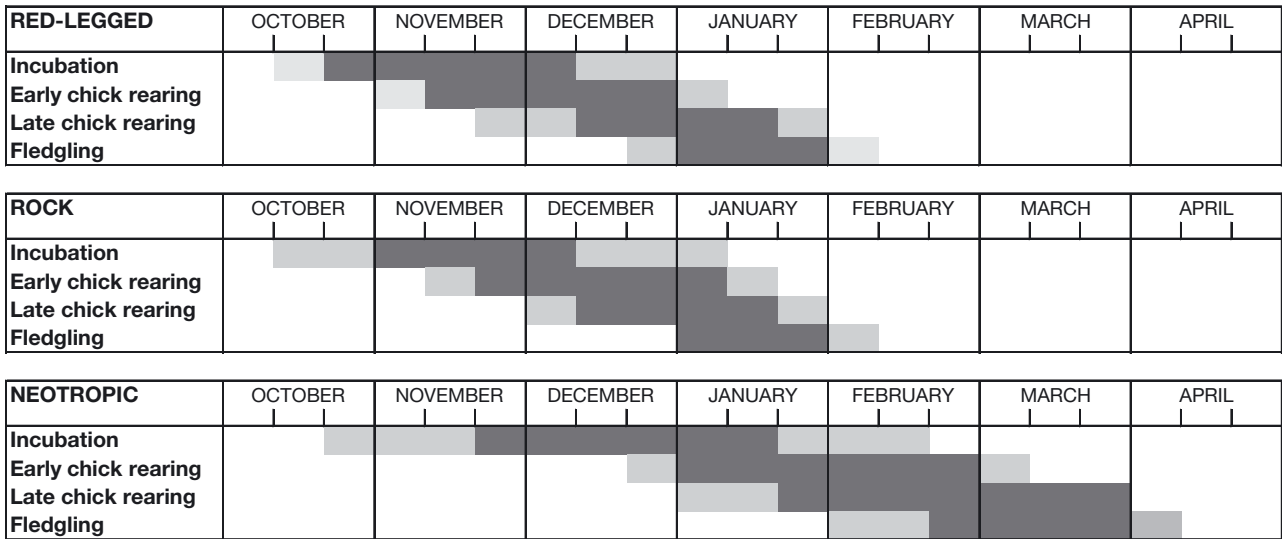 RED-LEGGED OCTOBER NOVEMBER DECEMBER JANUARY FEBRUARY MARCH APRIL
Incubation
Early chick rearing
Late chick rearing
Fledgling
ROCK OCTOBER NOVEMBER DECEMBER JANUARY FEBRUARY MARCH APRIL
Incubation
Early chick rearing
Late chick rearing
Fledgling
NEOTROPIC OCTOBER NOVEMBER DECEMBER JANUARY FEBRUARY MARCH APRIL
Incubation
Early chick rearing
Late chick rearing
Fledgling